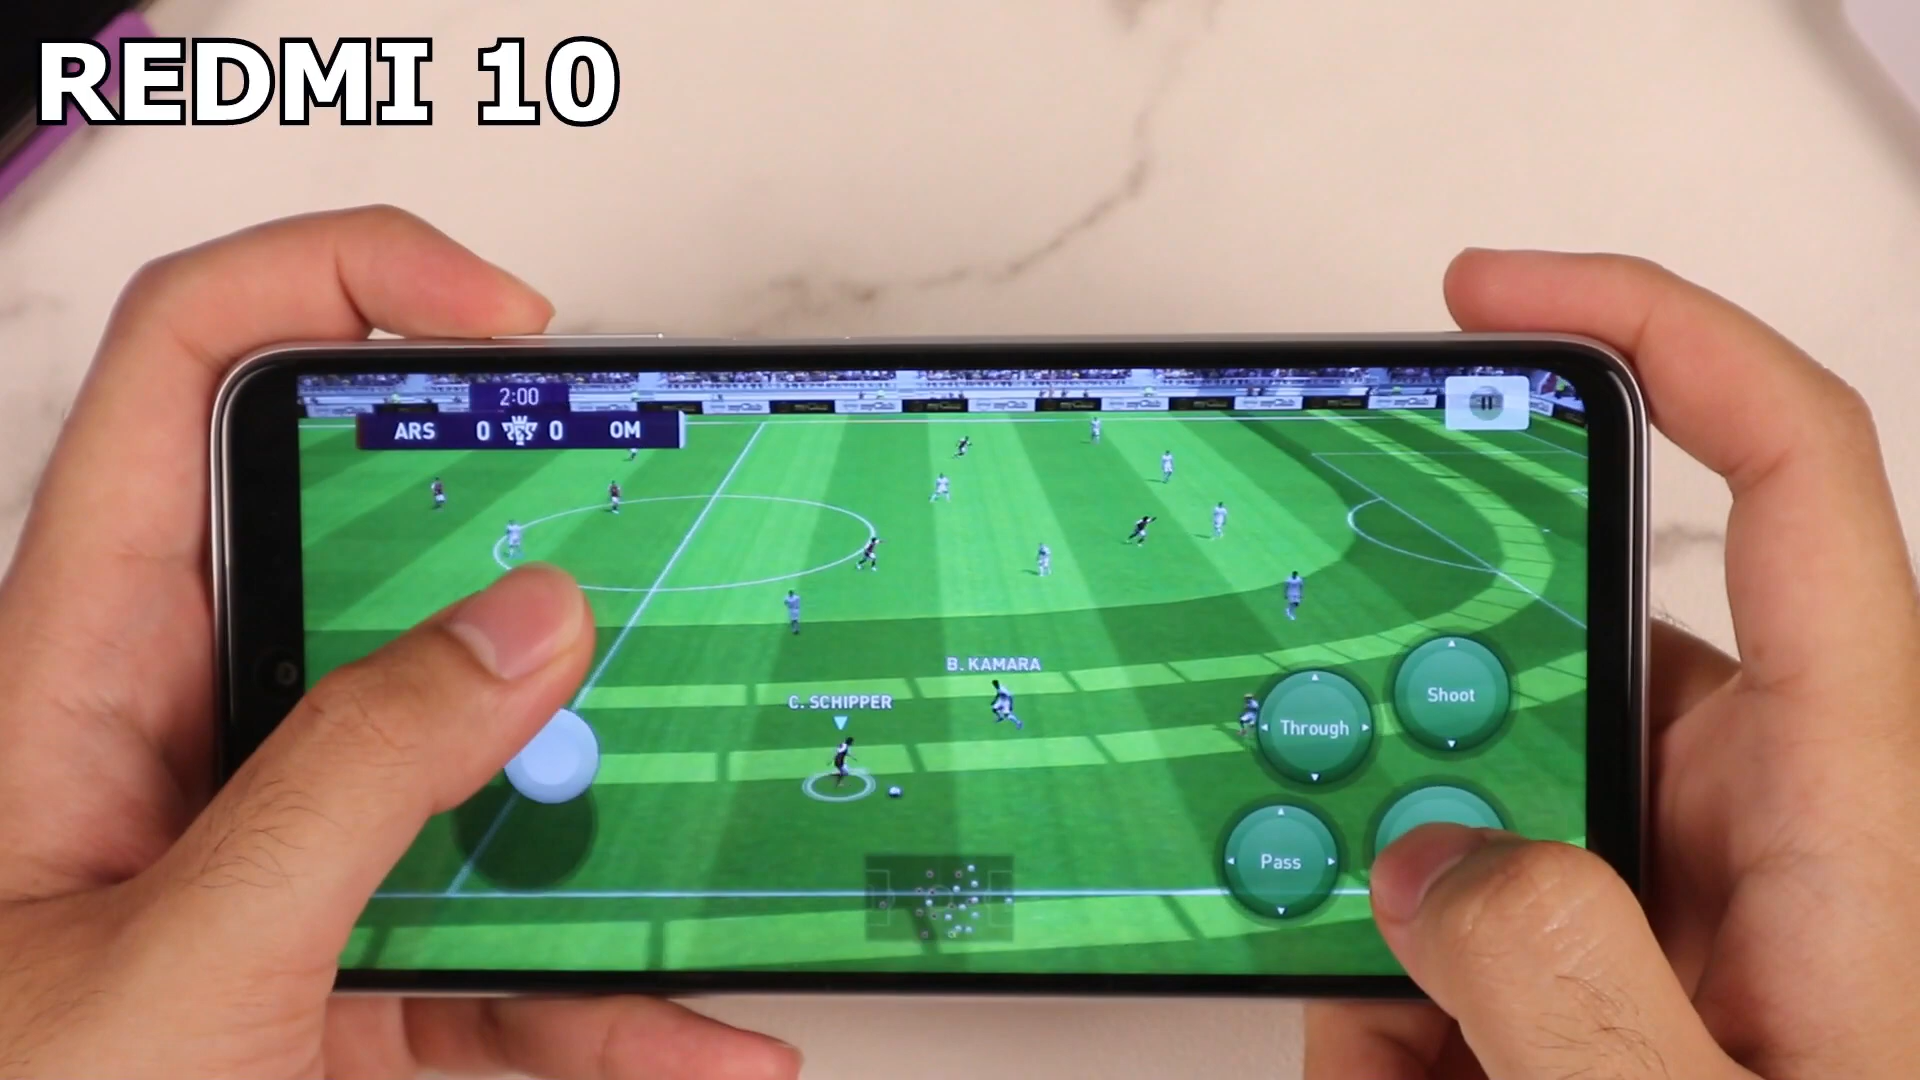 REDMI 10
2:00
ARS 0 0 OM
B. KAMARA
C. SCHIPPER
Shoot
Through
Pass